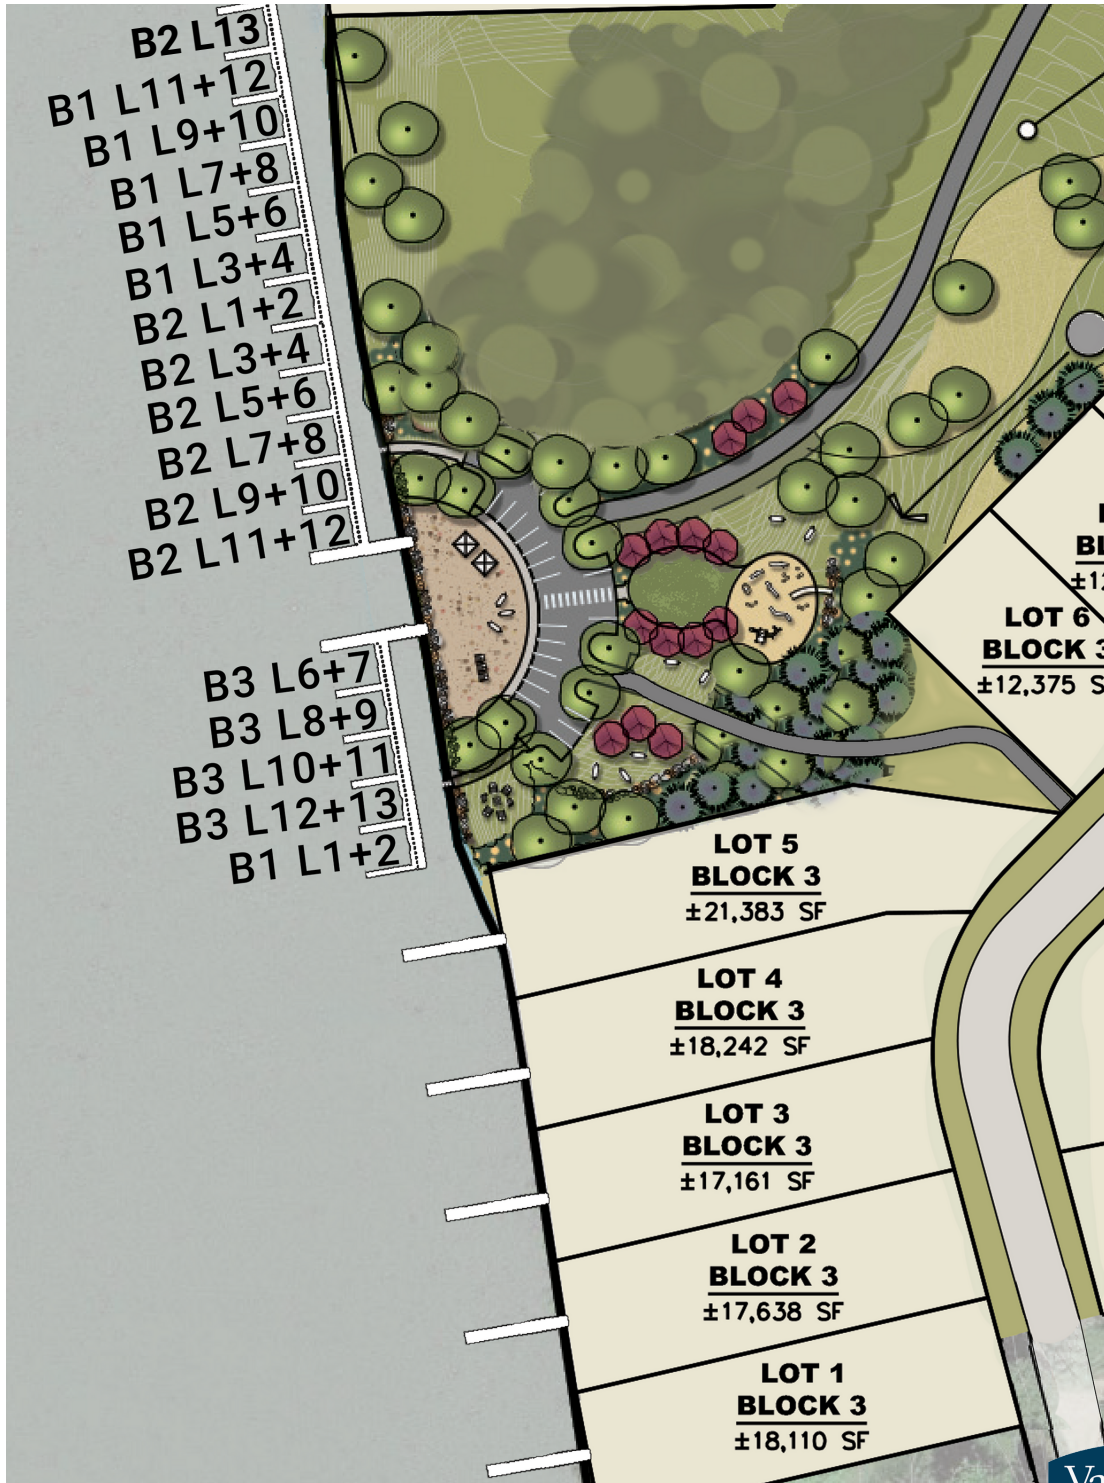 B2 L13
B1 L11+12
B1 L9+10
B1 L7+8
B1 L5+6
B1 L3+4
B2 L1+2
B2 L3+4
B2 L5+6
B2 L7+8
B2 L9+10
B2 L11+12
B3 L6+7
B3 L8+9
B3 L10+11
B3 L12+13
B1 L1+2
LOT 6
BLOCK 3
±12,375 S
LOT 5
BLOCK 3
±21,383 SF
LOT 4
BLOCK 3
±18,242 SF
LOT 3
BLOCK 3
±17,161 SF
LOT 2
BLOCK 3
±17,638 SF
LOT 1
BLOCK 3
±18,110 SF